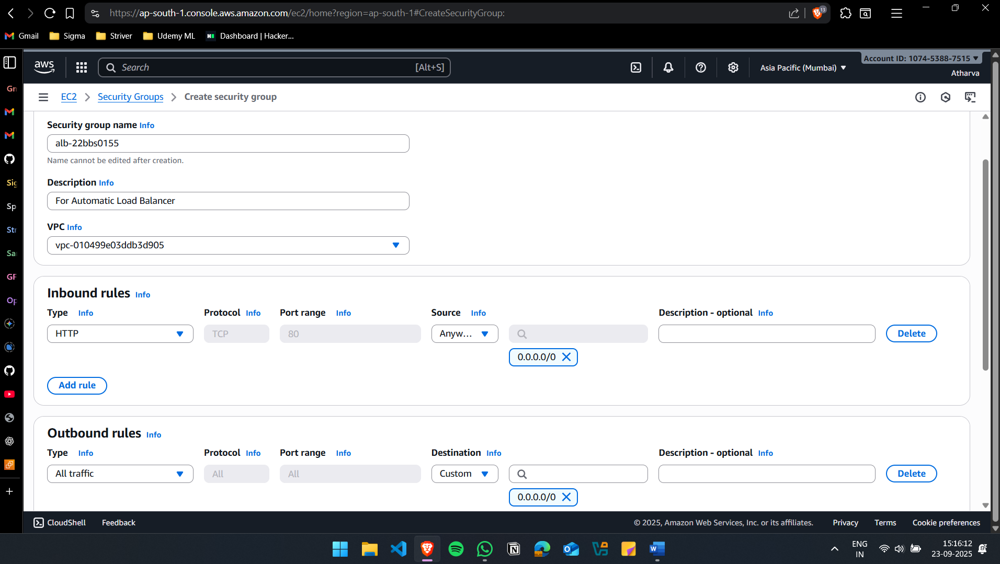 https://ap-south-1.console.aws.amazon.com/ec2/home?region=ap-south-1#CreateSecurityGroup:
13
Gmail Sigma Striver Udemy ML Dashboard | Hacker...
aws
Search [Alt+S]
Asia Pacific (Mumbai)
Account ID: 1074-5388-7515
Atharva
EC2 Security Groups Create security group
Security group name Info
alb-22bbs0155
Name cannot be edited after creation.
Description Info
For Automatic Load Balancer
VPC Info
vpc-010499e03ddb3d905
Inbound rules Info
Type Info Protocol Info Port range Info Source Info Description - optional Info
HTTP TCP 80 Anyw... Delete
0.0.0.0/0
Add rule
Outbound rules Info
Type Info Protocol Info Port range Info Destination Info Description - optional Info
All traffic All All Custom Delete
0.0.0.0/0
CloudShell Feedback © 2025, Amazon Web Services, Inc. or its affiliates. Privacy Terms Cookie preferences
ENG
IN
15:16:12
23-09-2025